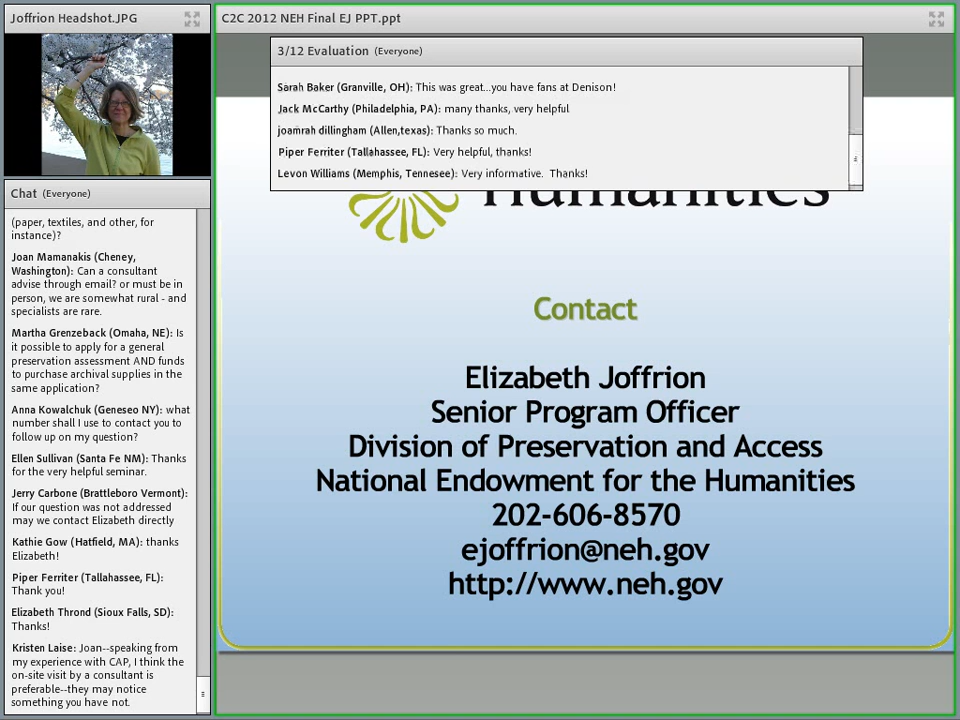 Joffrion Headshot.JPG
C2C 2012 NEH Final EJ PPT.ppt
3/12 Evaluation (Everyone)
Sarah Baker (Granville, OH): This was great...you have fans at Denison!
Jack McCarthy (Philadelphia, PA): many thanks, very helpful
joamrah dillingham (Allen,texas): Thanks so much.
Piper Ferriter (Tallahassee, FL): Very helpful, thanks!
Levon Williams (Memphis, Tennesee): Very informative. Thanks!
Humanities
Contact
Elizabeth Joffrion
Senior Program Officer
Division of Preservation and Access
National Endowment for the Humanities
202-606-8570
ejoffrion@neh.gov
http://www.neh.gov
Chat (Everyone)
(paper, textiles, and other, for
instance)?
Joan Mamanakis (Cheney,
Washington): Can a consultant
advise through email? or must be in
person, we are somewhat rural - and
specialists are rare.
Martha Grenzeback (Omaha, NE): Is
it possible to apply for a general
preservation assessment AND funds
to purchase archival supplies in the
same application?
Anna Kowalchuk (Geneseo NY): what
number shall I use to contact you to
follow up on my question?
Ellen Sullivan (Santa Fe NM): Thanks
for the very helpful seminar.
Jerry Carbone (Brattleboro Vermont):
If our question was not addressed
may we contact Elizabeth directly
Kathie Gow (Hatfield, MA): thanks
Elizabeth!
Piper Ferriter (Tallahassee, FL):
Thank you!
Elizabeth Thrond (Sioux Falls, SD):
Thanks!
Kristen Laise: Joan--speaking from
my experience with CAP, I think the
on-site visit by a consultant is
preferable--they may notice
something you have not.